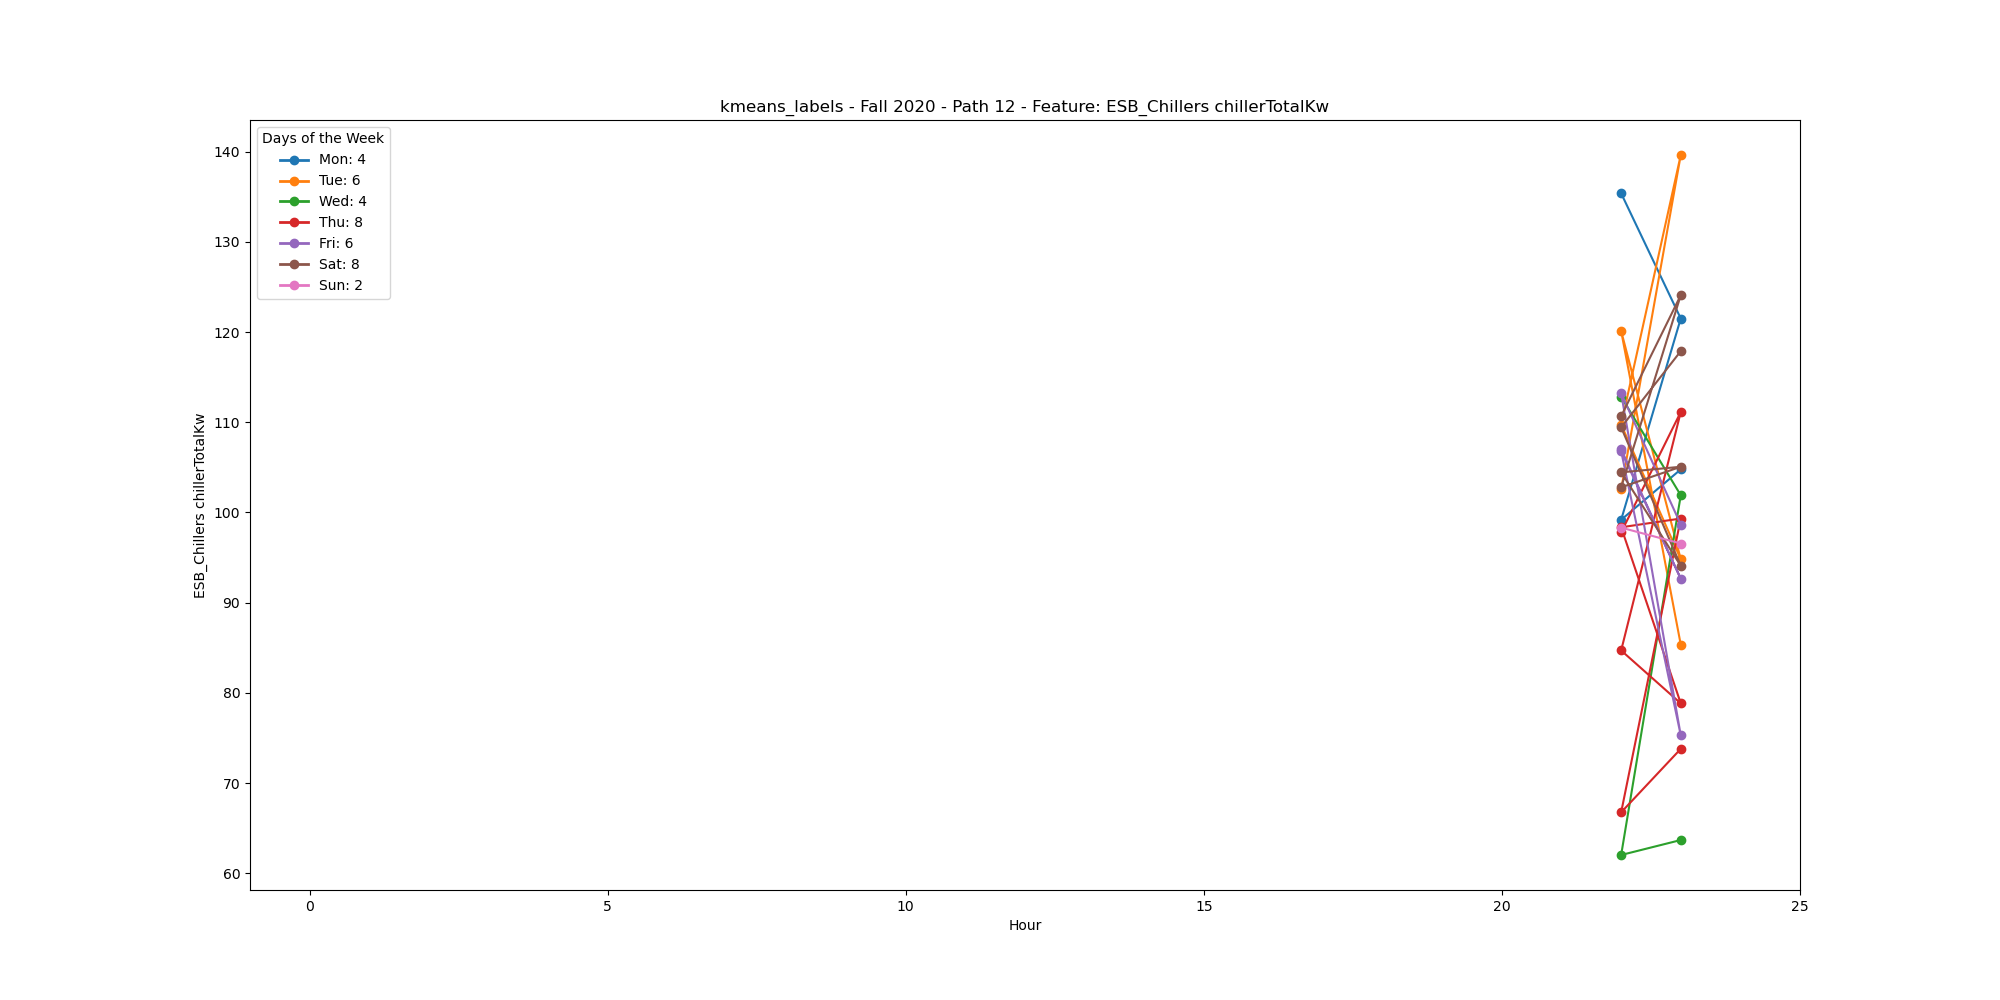 kmeans_labels - Fall 2020 - Path 12 - Feature: ESB_Chillers chillerTotalKw
Days of the Week
Mon: 4
Tue: 6
Wed: 4
Thu: 8
Fri: 6
Sat: 8
Sun: 2
ESB_Chillers chillerTotalKw
140
130
120
110
100
90
80
70
60
0 5 10 15 20 25
Hour